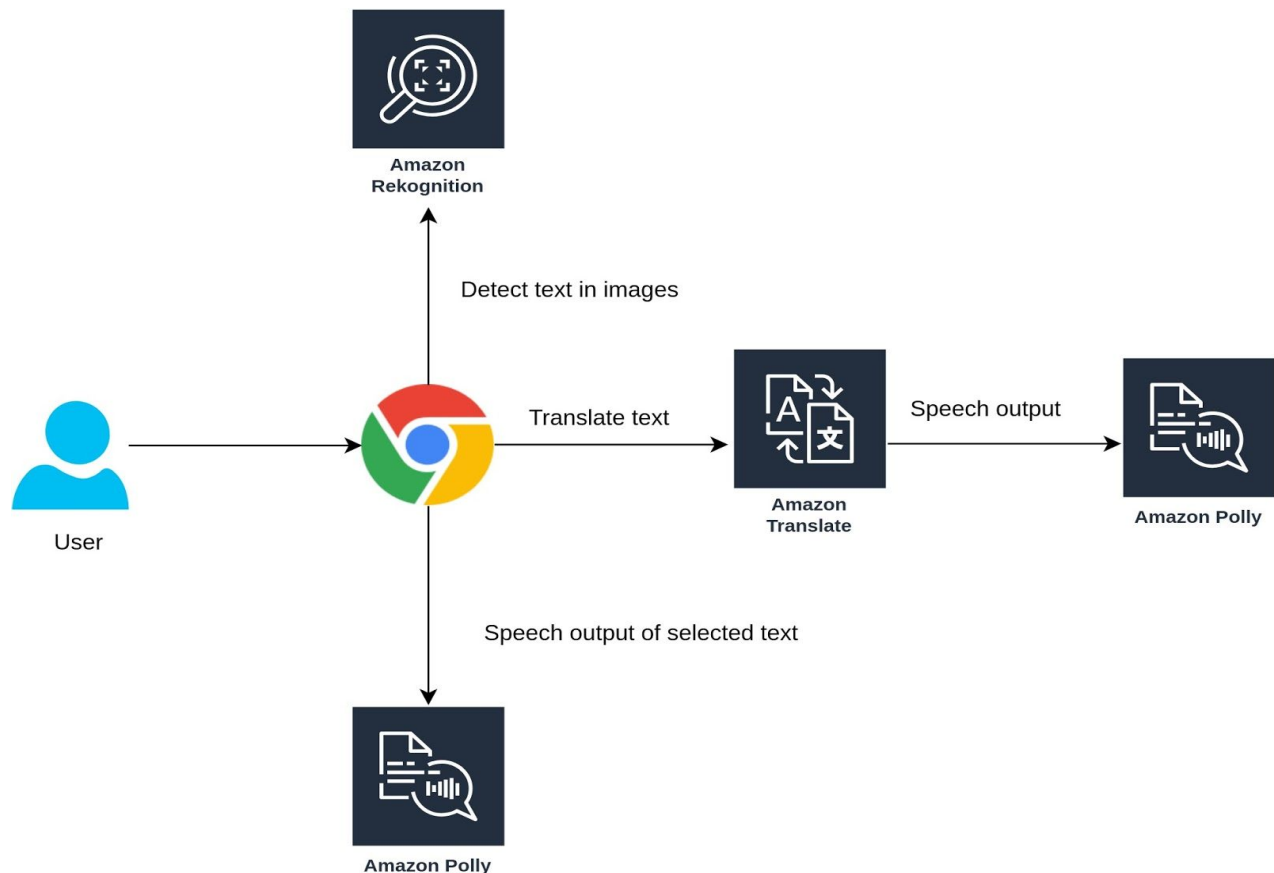 Amazon
Rekognition
Detect text in images
Translate text
Speech output
A
文
Amazon
Translate
Amazon Polly
User
Speech output of selected text
Amazon Polly